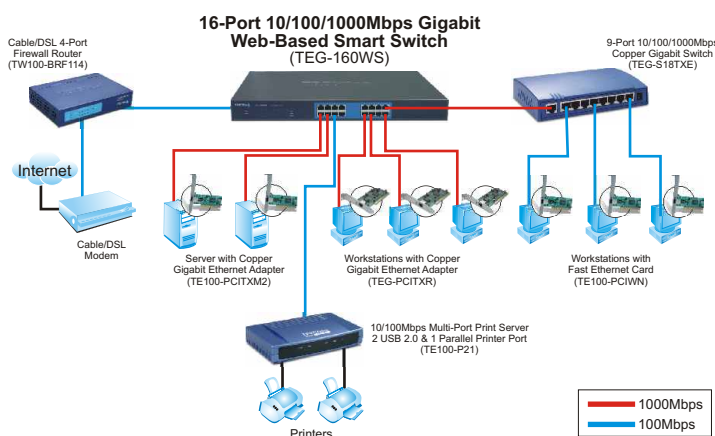 16-Port 10/100/1000Mbps Gigabit
Web-Based Smart Switch
(TEG-160WS)
Cable/DSL 4-Port
Firewall Router
(TW100-BRF114)
9-Port 10/100/1000Mbps
Copper Gigabit Switch
(TEG-S18TXE)
Internet
Cable/DSL
Modem
Server with Copper
Gigabit Ethernet Adapter
(TE100-PCITXM2)
Workstations with Copper
Gigabit Ethernet Adapter
(TEG-PCITXR)
Workstations with
Fast Ethernet Card
(TE100-PCIWN)
10/100Mbps Multi-Port Print Server
2 USB 2.0 & 1 Parallel Printer Port
(TE100-P21)
Printers
1000Mbps
100Mbps